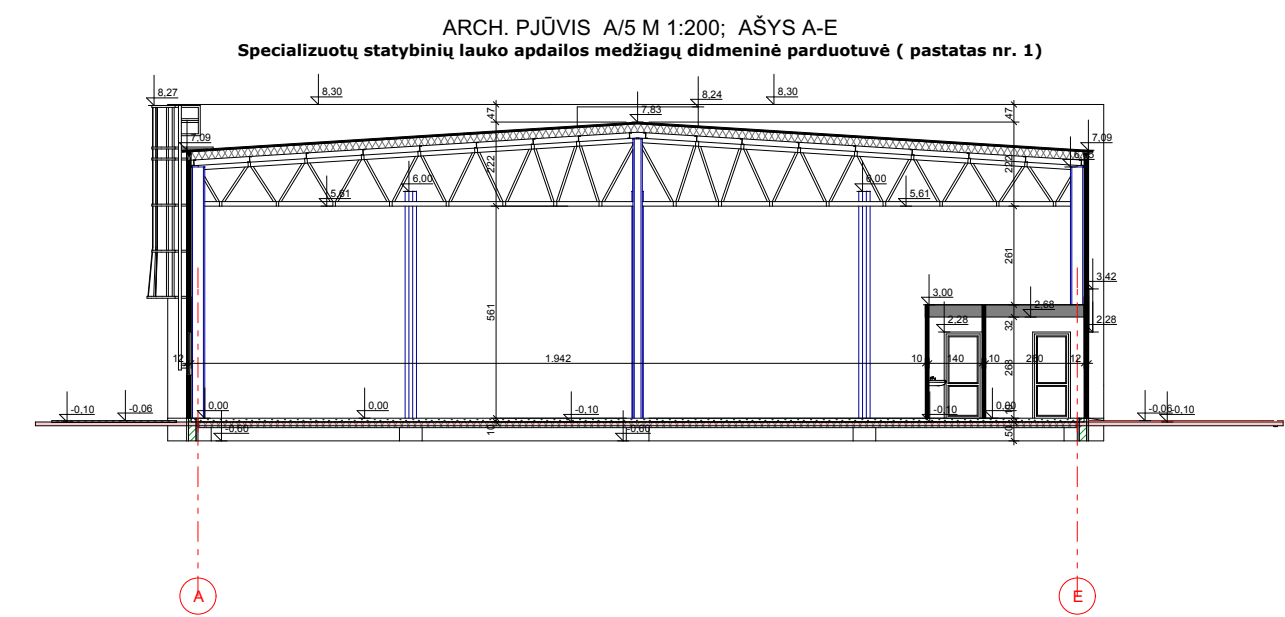 ARCH. PJŪVIS A/5 M 1:200; AŠYS A-E
Specializuotų statybinių lauko apdailos medžiagų didmeninė parduotuvė ( pastatas nr. 1)
8,27 8,30 47 8,24 8,30 47
7,83
7,09 7,09
222 222
6,00 6,00
5,61 5,61
261
3,42
3,00
2,68
561 2,28 32 2,28
12 1.942 10 140 10 260 12
268
-0,10 -0,06 0,00 0,00 -0,10 -0,10 0,00 -0,06 -0,10
-0,60 10 -0,60 50
A E